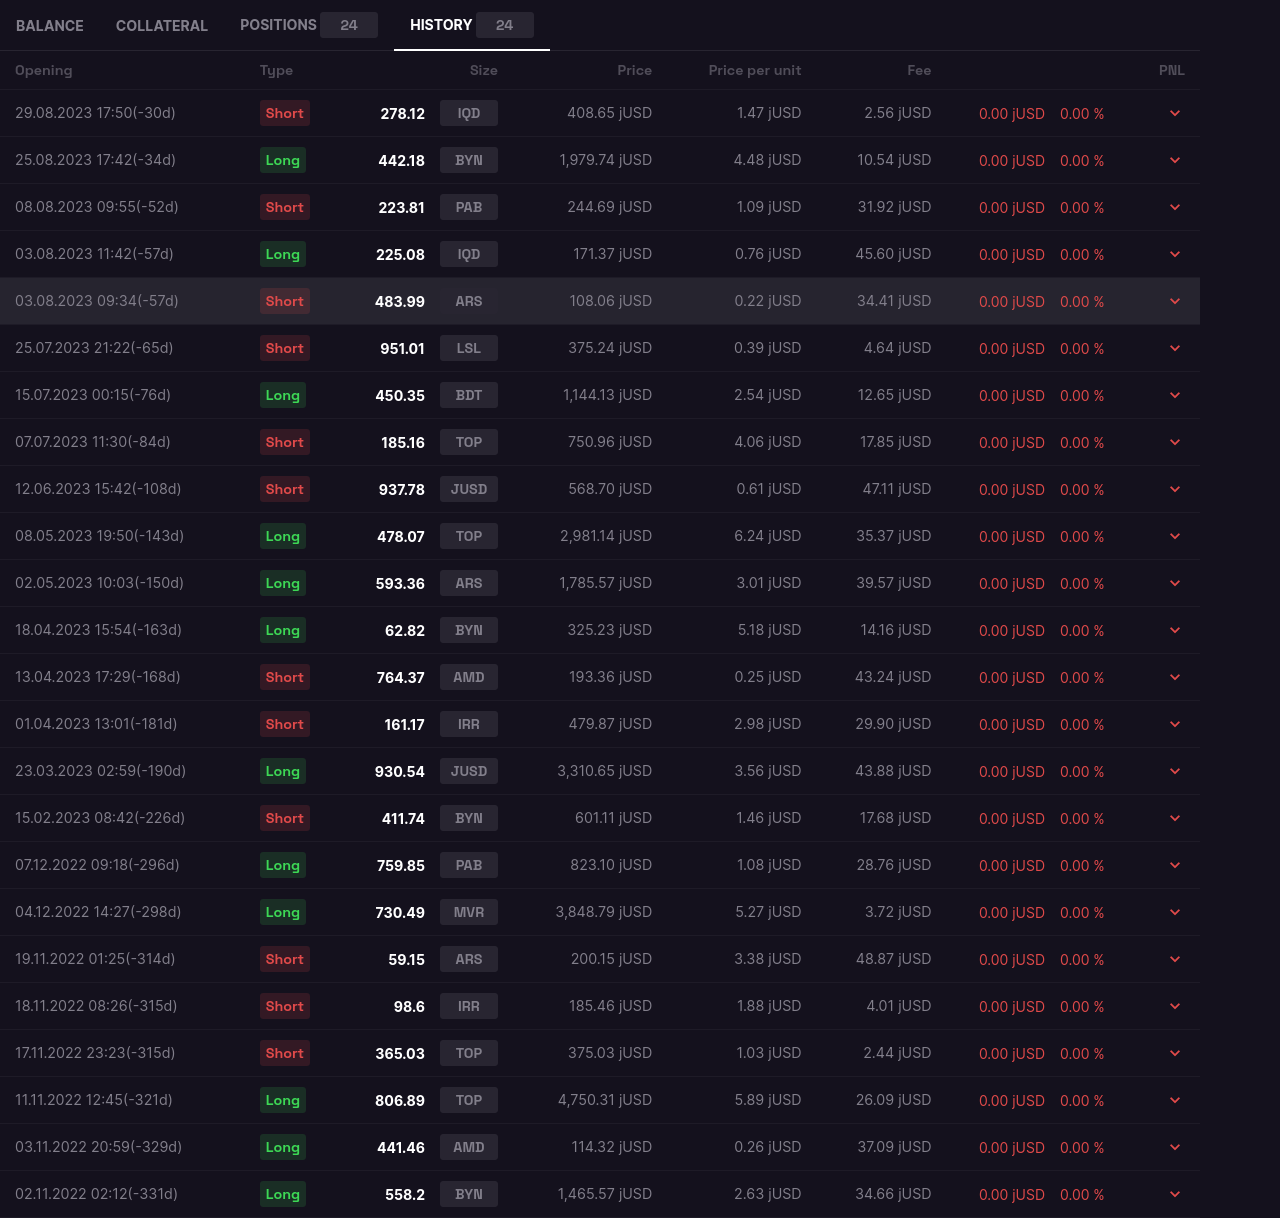 BALANCE COLLATERAL POSITIONS 24 HISTORY 24
Opening Type Size Price Price per unit Fee PNL
29.08.2023 17:50(-30d) Short 278.12 IQD 408.65 jUSD 1.47 jUSD 2.56 jUSD 0.00 jUSD 0.00 %
25.08.2023 17:42(-34d) Long 442.18 BYN 1,979.74 jUSD 4.48 jUSD 10.54 jUSD 0.00 jUSD 0.00 %
08.08.2023 09:55(-52d) Short 223.81 PAB 244.69 jUSD 1.09 jUSD 31.92 jUSD 0.00 jUSD 0.00 %
03.08.2023 11:42(-57d) Long 225.08 IQD 171.37 jUSD 0.76 jUSD 45.60 jUSD 0.00 jUSD 0.00 %
03.08.2023 09:34(-57d) Short 483.99 ARS 108.06 jUSD 0.22 jUSD 34.41 jUSD 0.00 jUSD 0.00 %
25.07.2023 21:22(-65d) Short 951.01 LSL 375.24 jUSD 0.39 jUSD 4.64 jUSD 0.00 jUSD 0.00 %
15.07.2023 00:15(-76d) Long 450.35 BDT 1,144.13 jUSD 2.54 jUSD 12.65 jUSD 0.00 jUSD 0.00 %
07.07.2023 11:30(-84d) Short 185.16 TOP 750.96 jUSD 4.06 jUSD 17.85 jUSD 0.00 jUSD 0.00 %
12.06.2023 15:42(-108d) Short 937.78 JUSD 568.70 jUSD 0.61 jUSD 47.11 jUSD 0.00 jUSD 0.00 %
08.05.2023 19:50(-143d) Long 478.07 TOP 2,981.14 jUSD 6.24 jUSD 35.37 jUSD 0.00 jUSD 0.00 %
02.05.2023 10:03(-150d) Long 593.36 ARS 1,785.57 jUSD 3.01 jUSD 39.57 jUSD 0.00 jUSD 0.00 %
18.04.2023 15:54(-163d) Long 62.82 BYN 325.23 jUSD 5.18 jUSD 14.16 jUSD 0.00 jUSD 0.00 %
13.04.2023 17:29(-168d) Short 764.37 AMD 193.36 jUSD 0.25 jUSD 43.24 jUSD 0.00 jUSD 0.00 %
01.04.2023 13:01(-181d) Short 161.17 IRR 479.87 jUSD 2.98 jUSD 29.90 jUSD 0.00 jUSD 0.00 %
23.03.2023 02:59(-190d) Long 930.54 JUSD 3,310.65 jUSD 3.56 jUSD 43.88 jUSD 0.00 jUSD 0.00 %
15.02.2023 08:42(-226d) Short 411.74 BYN 601.11 jUSD 1.46 jUSD 17.68 jUSD 0.00 jUSD 0.00 %
07.12.2022 09:18(-296d) Long 759.85 PAB 823.10 jUSD 1.08 jUSD 28.76 jUSD 0.00 jUSD 0.00 %
04.12.2022 14:27(-298d) Long 730.49 MVR 3,848.79 jUSD 5.27 jUSD 3.72 jUSD 0.00 jUSD 0.00 %
19.11.2022 01:25(-314d) Short 59.15 ARS 200.15 jUSD 3.38 jUSD 48.87 jUSD 0.00 jUSD 0.00 %
18.11.2022 08:26(-315d) Short 98.6 IRR 185.46 jUSD 1.88 jUSD 4.01 jUSD 0.00 jUSD 0.00 %
17.11.2022 23:23(-315d) Short 365.03 TOP 375.03 jUSD 1.03 jUSD 2.44 jUSD 0.00 jUSD 0.00 %
11.11.2022 12:45(-321d) Long 806.89 TOP 4,750.31 jUSD 5.89 jUSD 26.09 jUSD 0.00 jUSD 0.00 %
03.11.2022 20:59(-329d) Long 441.46 AMD 114.32 jUSD 0.26 jUSD 37.09 jUSD 0.00 jUSD 0.00 %
02.11.2022 02:12(-331d) Long 558.2 BYN 1,465.57 jUSD 2.63 jUSD 34.66 jUSD 0.00 jUSD 0.00 %